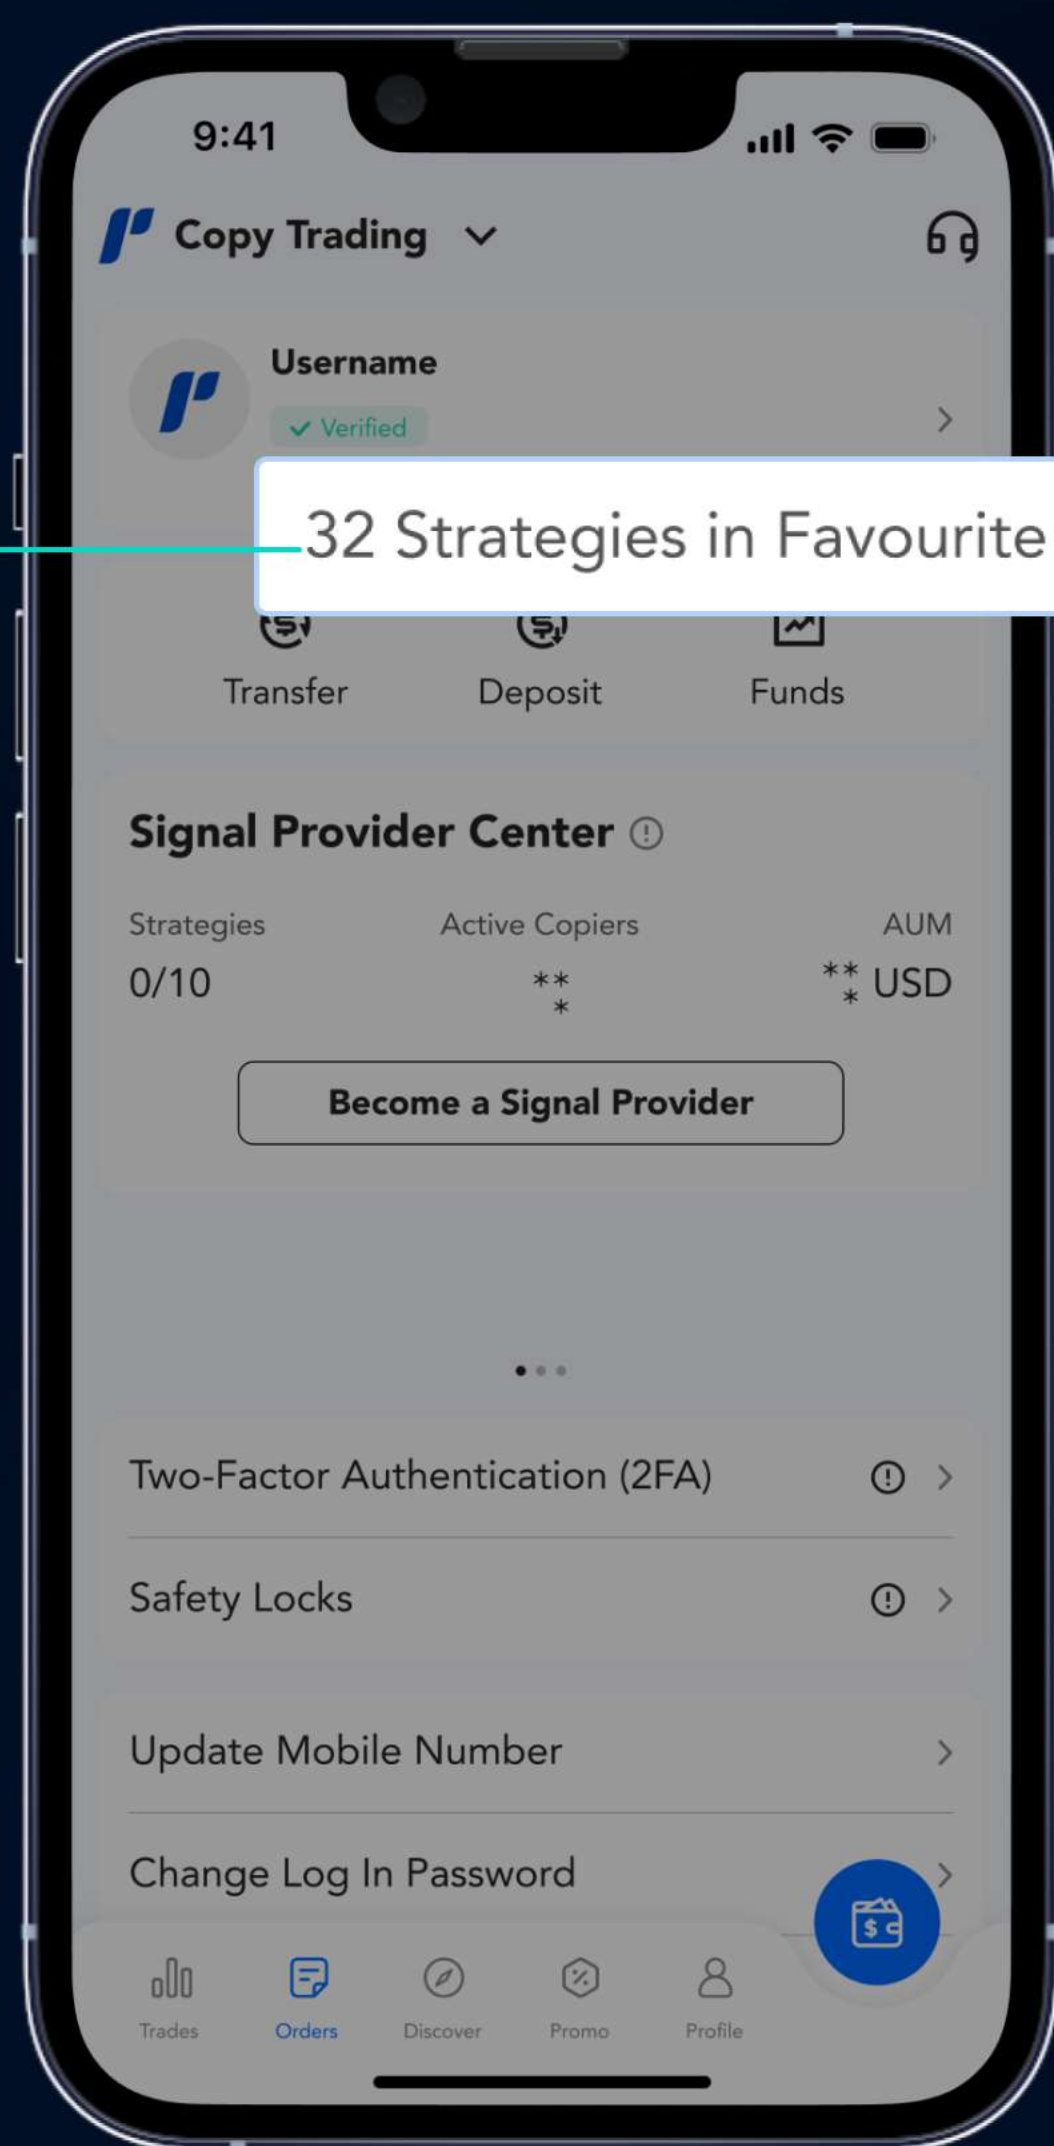 9:41
Copy Trading
Username
Verified
32 Strategies in Favourite
Transfer Deposit Funds
Signal Provider Center
Strategies Active Copiers AUM
0/10 *** *** USD
Become a Signal Provider
Two-Factor Authentication (2FA)
Safety Locks
Update Mobile Number
Change Log In Password
Trades Orders Discover Promo Profile